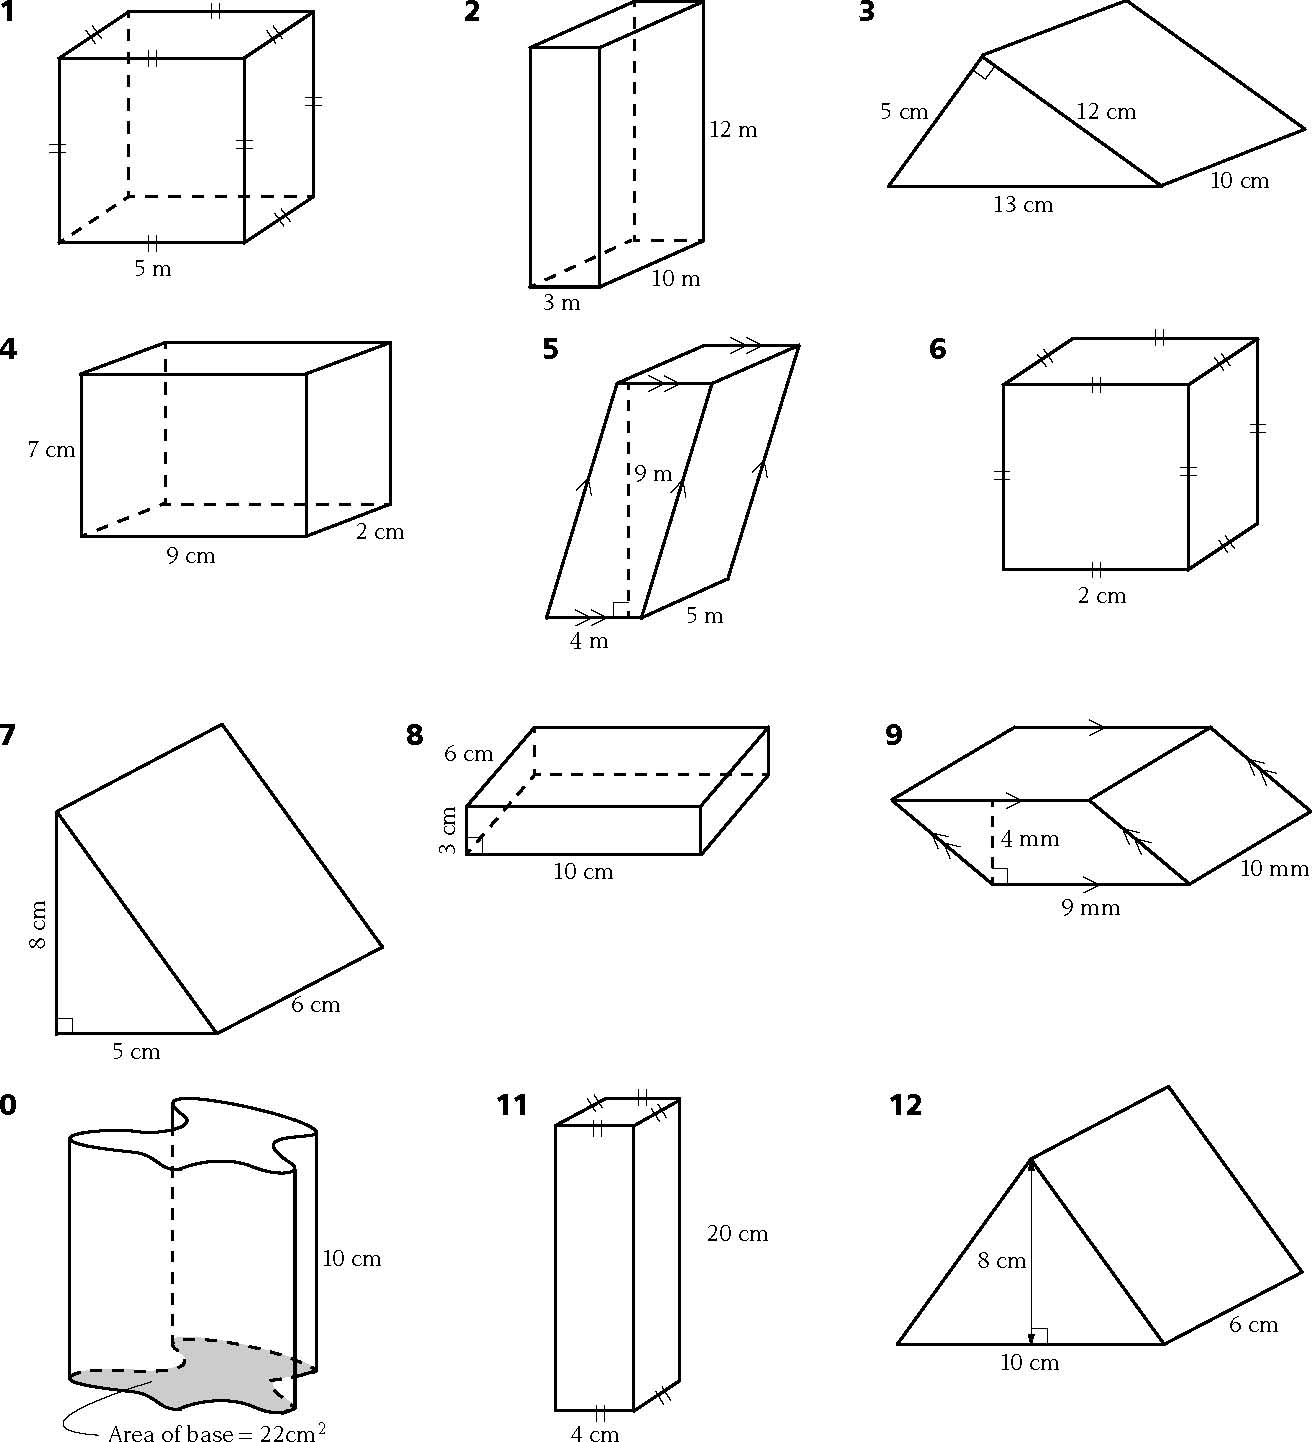 1
2
3
5 m
12 m
10 m
3 m
5 cm
12 cm
10 cm
13 cm
4
5
6
7 cm
2 cm
9 cm
9 m
5 m
4 m
2 cm
7
8
9
8 cm
6 cm
5 cm
6 cm
3 cm
10 cm
4 mm
10 mm
9 mm
0
11
12
10 cm
Area of base = 22cm²
20 cm
4 cm
8 cm
6 cm
10 cm